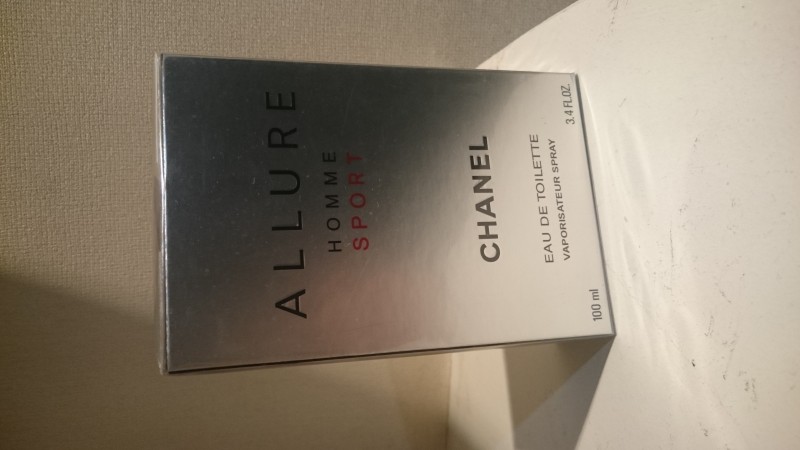 ALLURE
HOMME
SPORT
CHANEL
EAU DE TOILETTE
VAPORISATEUR SPRAY
100 ml 3.4 FL.OZ.